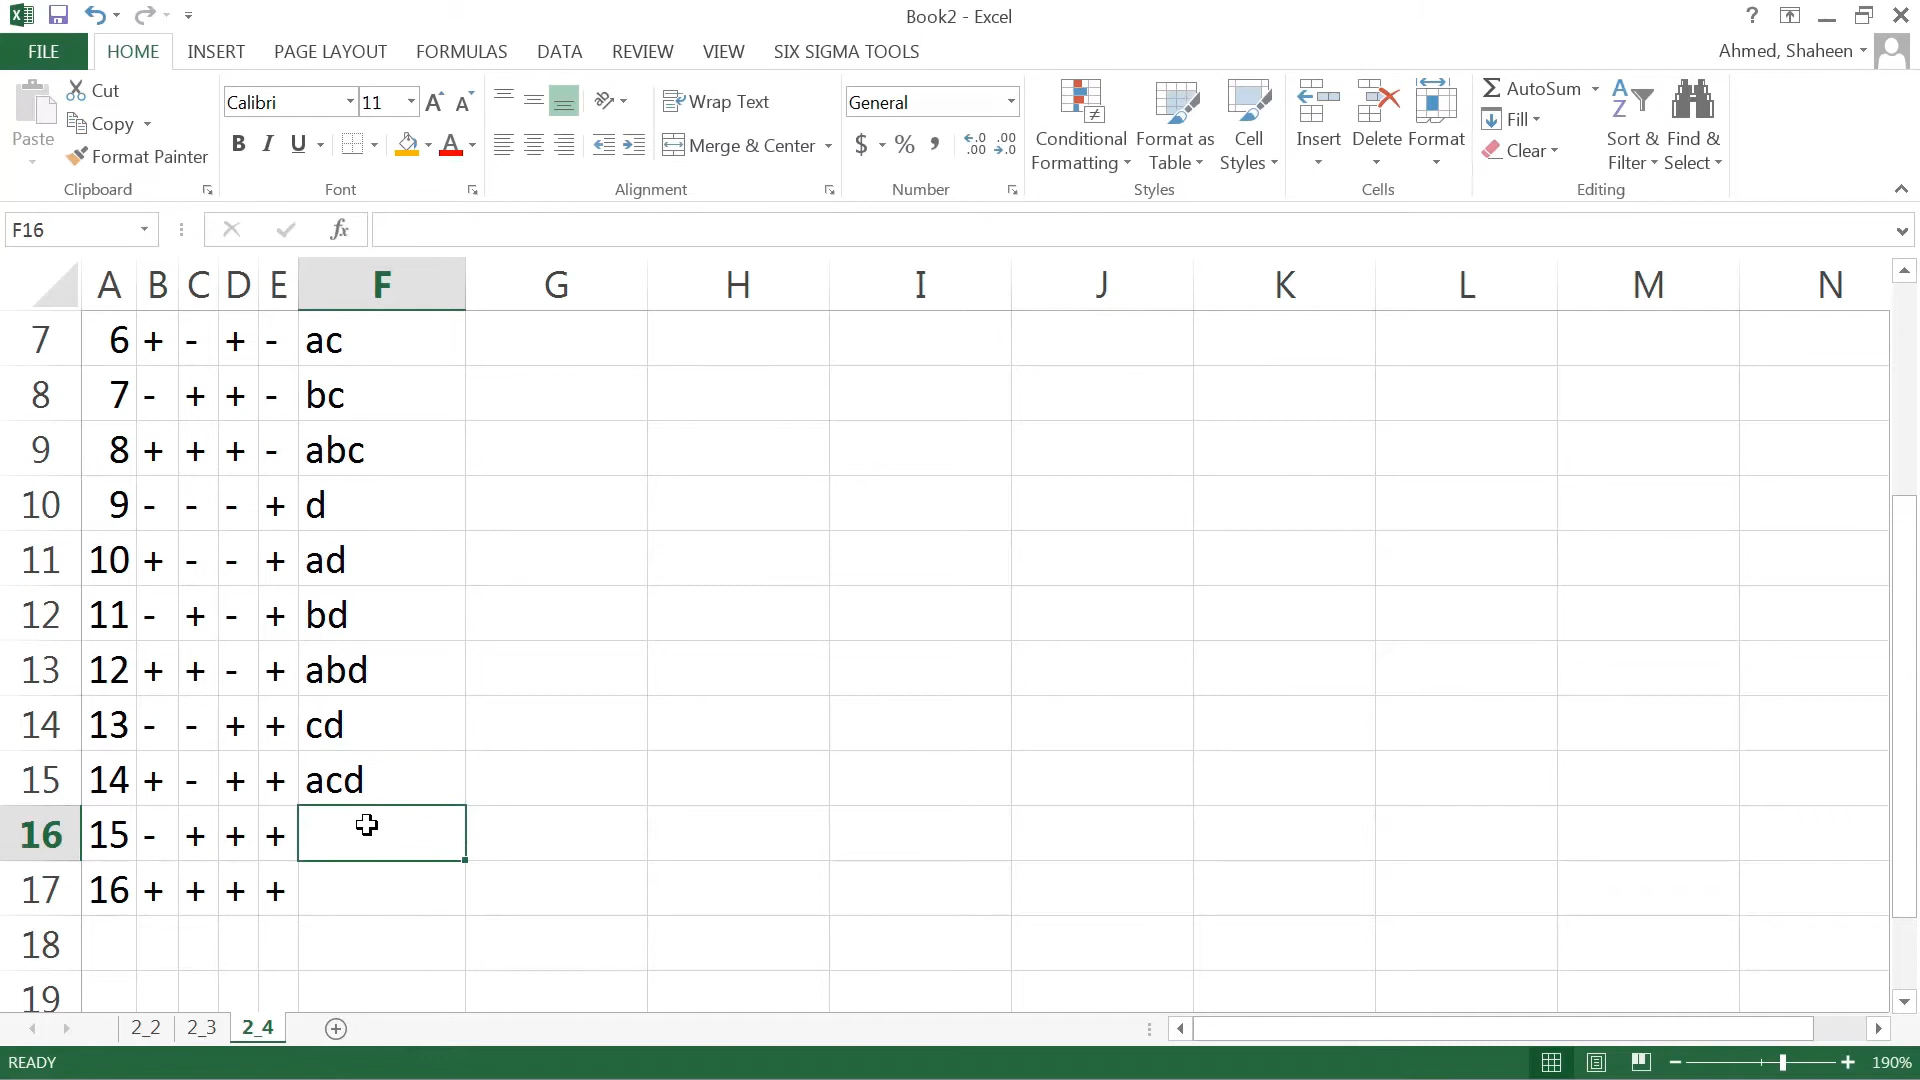 Book2 - Excel
?
FILE HOME INSERT PAGE LAYOUT FORMULAS DATA REVIEW VIEW SIX SIGMA TOOLS Ahmed, Shaheen
Paste
Cut
Copy
Format Painter
Clipboard
Calibri 11
B I U
Font
Wrap Text
Merge & Center
Alignment
General
$ %
Number
Conditional Formatting
Format as Table
Cell Styles
Styles
Insert Delete Format
Cells
AutoSum
Fill
Clear
Sort & Filter
Find & Select
Editing
F16 fx
A B C D E F G H I J K L M N
7 6 + - + - ac
8 7 - + + - bc
9 8 + + + - abc
10 9 - - - + d
11 10 + - - + ad
12 11 - + - + bd
13 12 + + - + abd
14 13 - - + + cd
15 14 + - + + acd
16 15 - + + +
17 16 + + + +
18
19
2_2 2_3 2_4
READY 190%